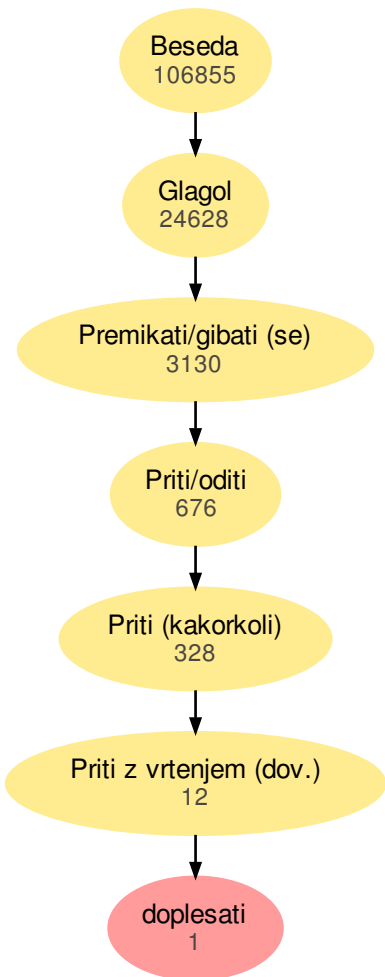 Beseda
106855
Glagol
24628
Premikati/gibati (se)
3130
Priti/oditi
676
Priti (kakorkoli)
328
Priti z vrtenjem (dov.)
12
doplesati
1